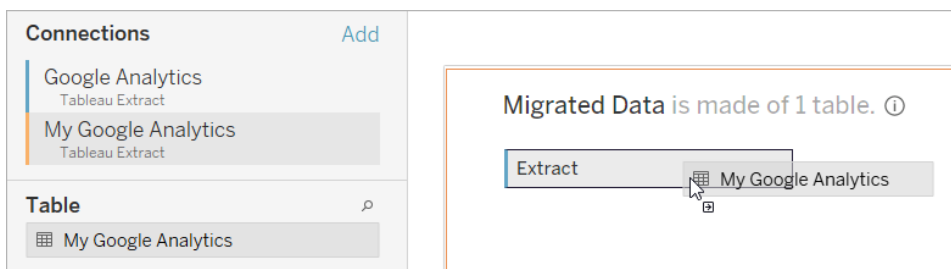 Connections Add
Google Analytics
Tableau Extract
My Google Analytics
Tableau Extract
Table
My Google Analytics
Migrated Data is made of 1 table.
Extract
My Google Analytics